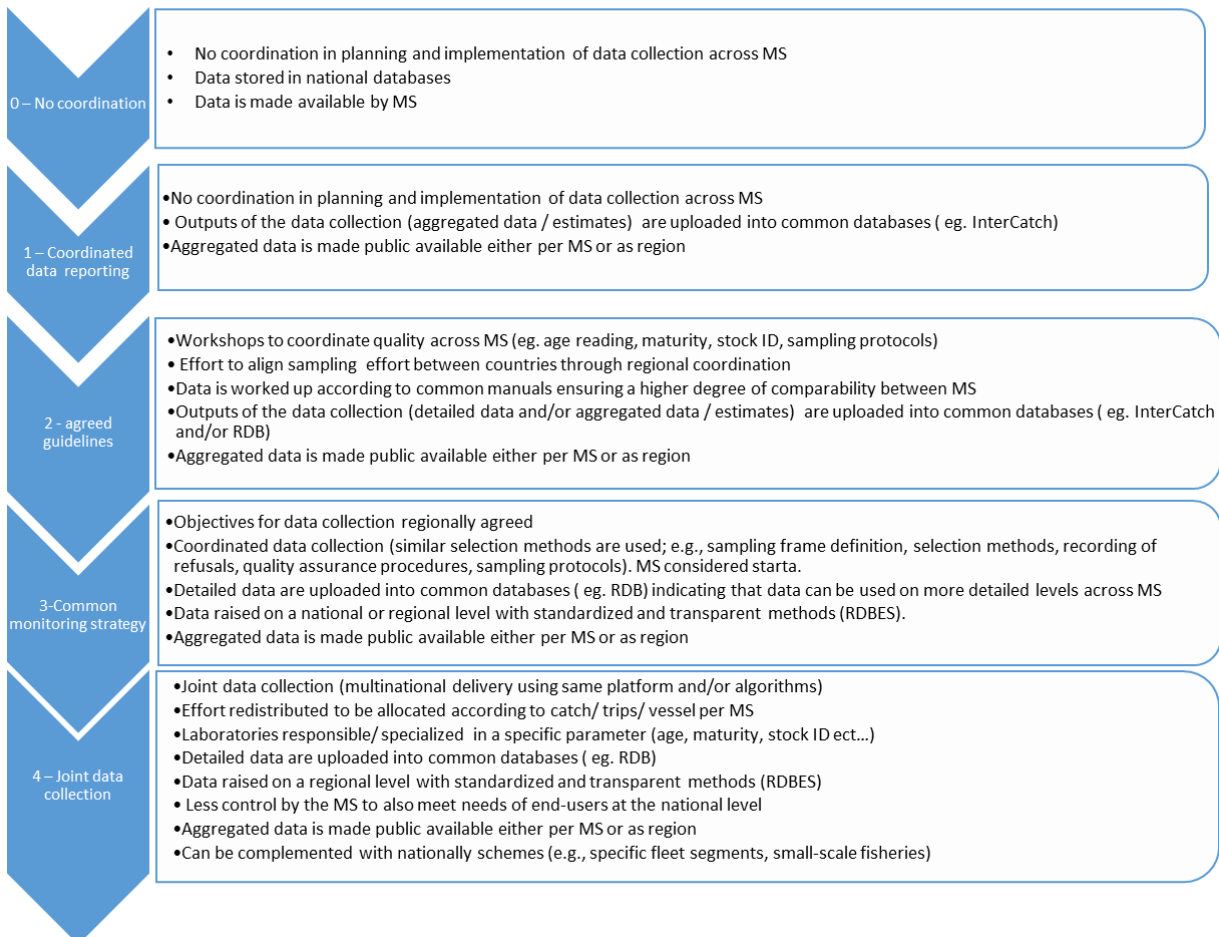 0 – No coordination
• No coordination in planning and implementation of data collection across MS
• Data stored in national databases
• Data is made available by MS
1 – Coordinated
data reporting
•No coordination in planning and implementation of data collection across MS
• Outputs of the data collection (aggregated data / estimates) are uploaded into common databases ( eg. InterCatch)
•Aggregated data is made public available either per MS or as region
2 - agreed
guidelines
•Workshops to coordinate quality across MS (eg. age reading, maturity, stock ID, sampling protocols)
• Effort to align sampling effort between countries through regional coordination
•Data is worked up according to common manuals ensuring a higher degree of comparability between MS
•Outputs of the data collection (detailed data and/or aggregated data / estimates) are uploaded into common databases ( eg. InterCatch
and/or RDB)
•Aggregated data is made public available either per MS or as region
3-Common
monitoring strategy
•Objectives for data collection regionally agreed
•Coordinated data collection (similar selection methods are used; e.g., sampling frame definition, selection methods, recording of
refusals, quality assurance procedures, sampling protocols). MS considered starta.
•Detailed data are uploaded into common databases ( eg. RDB) indicating that data can be used on more detailed levels across MS
•Data raised on a national or regional level with standardized and transparent methods (RDBES).
•Aggregated data is made public available either per MS or as region
4 – Joint data
collection
•Joint data collection (multinational delivery using same platform and/or algorithms)
•Effort redistributed to be allocated according to catch/ trips/ vessel per MS
•Laboratories responsible/ specialized in a specific parameter (age, maturity, stock ID ect...)
•Detailed data are uploaded into common databases ( eg. RDB)
•Data raised on a regional level with standardized and transparent methods (RDBES)
• Less control by the MS to also meet needs of end-users at the national level
•Aggregated data is made public available either per MS or as region
•Can be complemented with nationally schemes (e.g., specific fleet segments, small-scale fisheries)